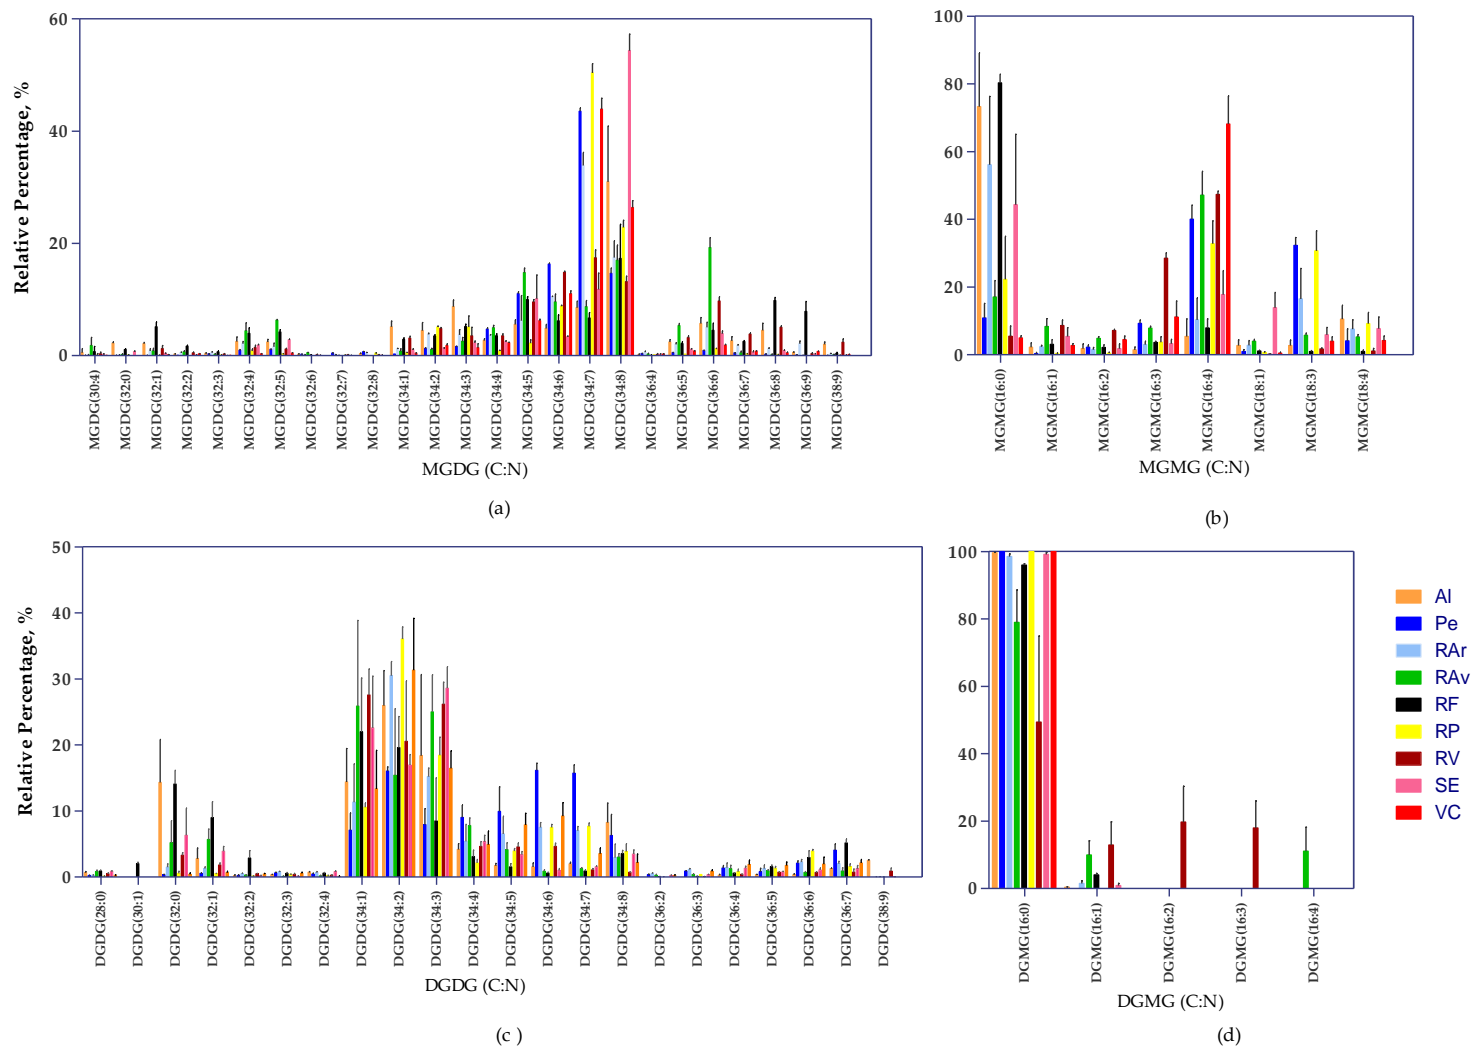 60
40
20
0
Relative Percentage, %
MGDG(30:4)
MGDG(32:0)
MGDG(32:1)
MGDG(32:2)
MGDG(32:3)
MGDG(32:4)
MGDG(32:5)
MGDG(32:6)
MGDG(32:7)
MGDG(32:8)
MGDG(34:1)
MGDG(34:2)
MGDG(34:3)
MGDG(34:4)
MGDG(34:5)
MGDG(34:6)
MGDG(34:7)
MGDG(34:8)
MGDG(36:4)
MGDG(36:5)
MGDG(36:6)
MGDG(36:7)
MGDG(36:8)
MGDG(36:9)
MGDG(38:9)
MGDG (C:N)
(a)
100
80
60
40
20
0
MGMG(16:0)
MGMG(16:1)
MGMG(16:2)
MGMG(16:3)
MGMG(16:4)
MGMG(18:1)
MGMG(18:3)
MGMG(18:4)
MGMG (C:N)
(b)
50
40
30
20
10
0
Relative Percentage, %
DGDG(28:0)
DGDG(30:1)
DGDG(32:0)
DGDG(32:1)
DGDG(32:2)
DGDG(32:3)
DGDG(32:4)
DGDG(34:1)
DGDG(34:2)
DGDG(34:3)
DGDG(34:4)
DGDG(34:5)
DGDG(34:6)
DGDG(34:7)
DGDG(34:8)
DGDG(36:2)
DGDG(36:3)
DGDG(36:4)
DGDG(36:5)
DGDG(36:6)
DGDG(36:7)
DGDG(38:9)
DGDG (C:N)
(c )
100
80
60
40
20
0
DGMG(16:0)
DGMG(16:1)
DGMG(16:2)
DGMG(16:3)
DGMG(16:4)
DGMG (C:N)
(d)
Al
Pe
RAr
RAv
RF
RP
RV
SE
VC